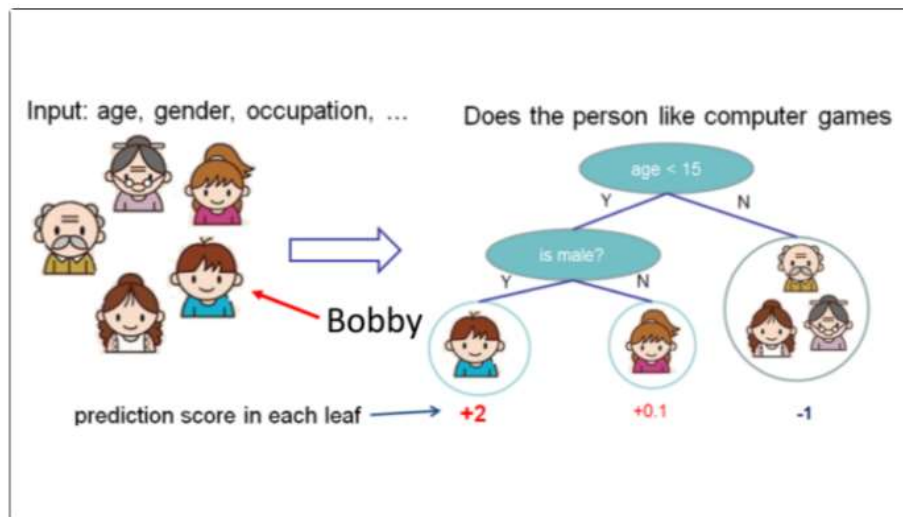 Input: age, gender, occupation, ...
Does the person like computer games
age < 15
Y
N
is male?
Y
N
Bobby
prediction score in each leaf
+2
+0.1
-1